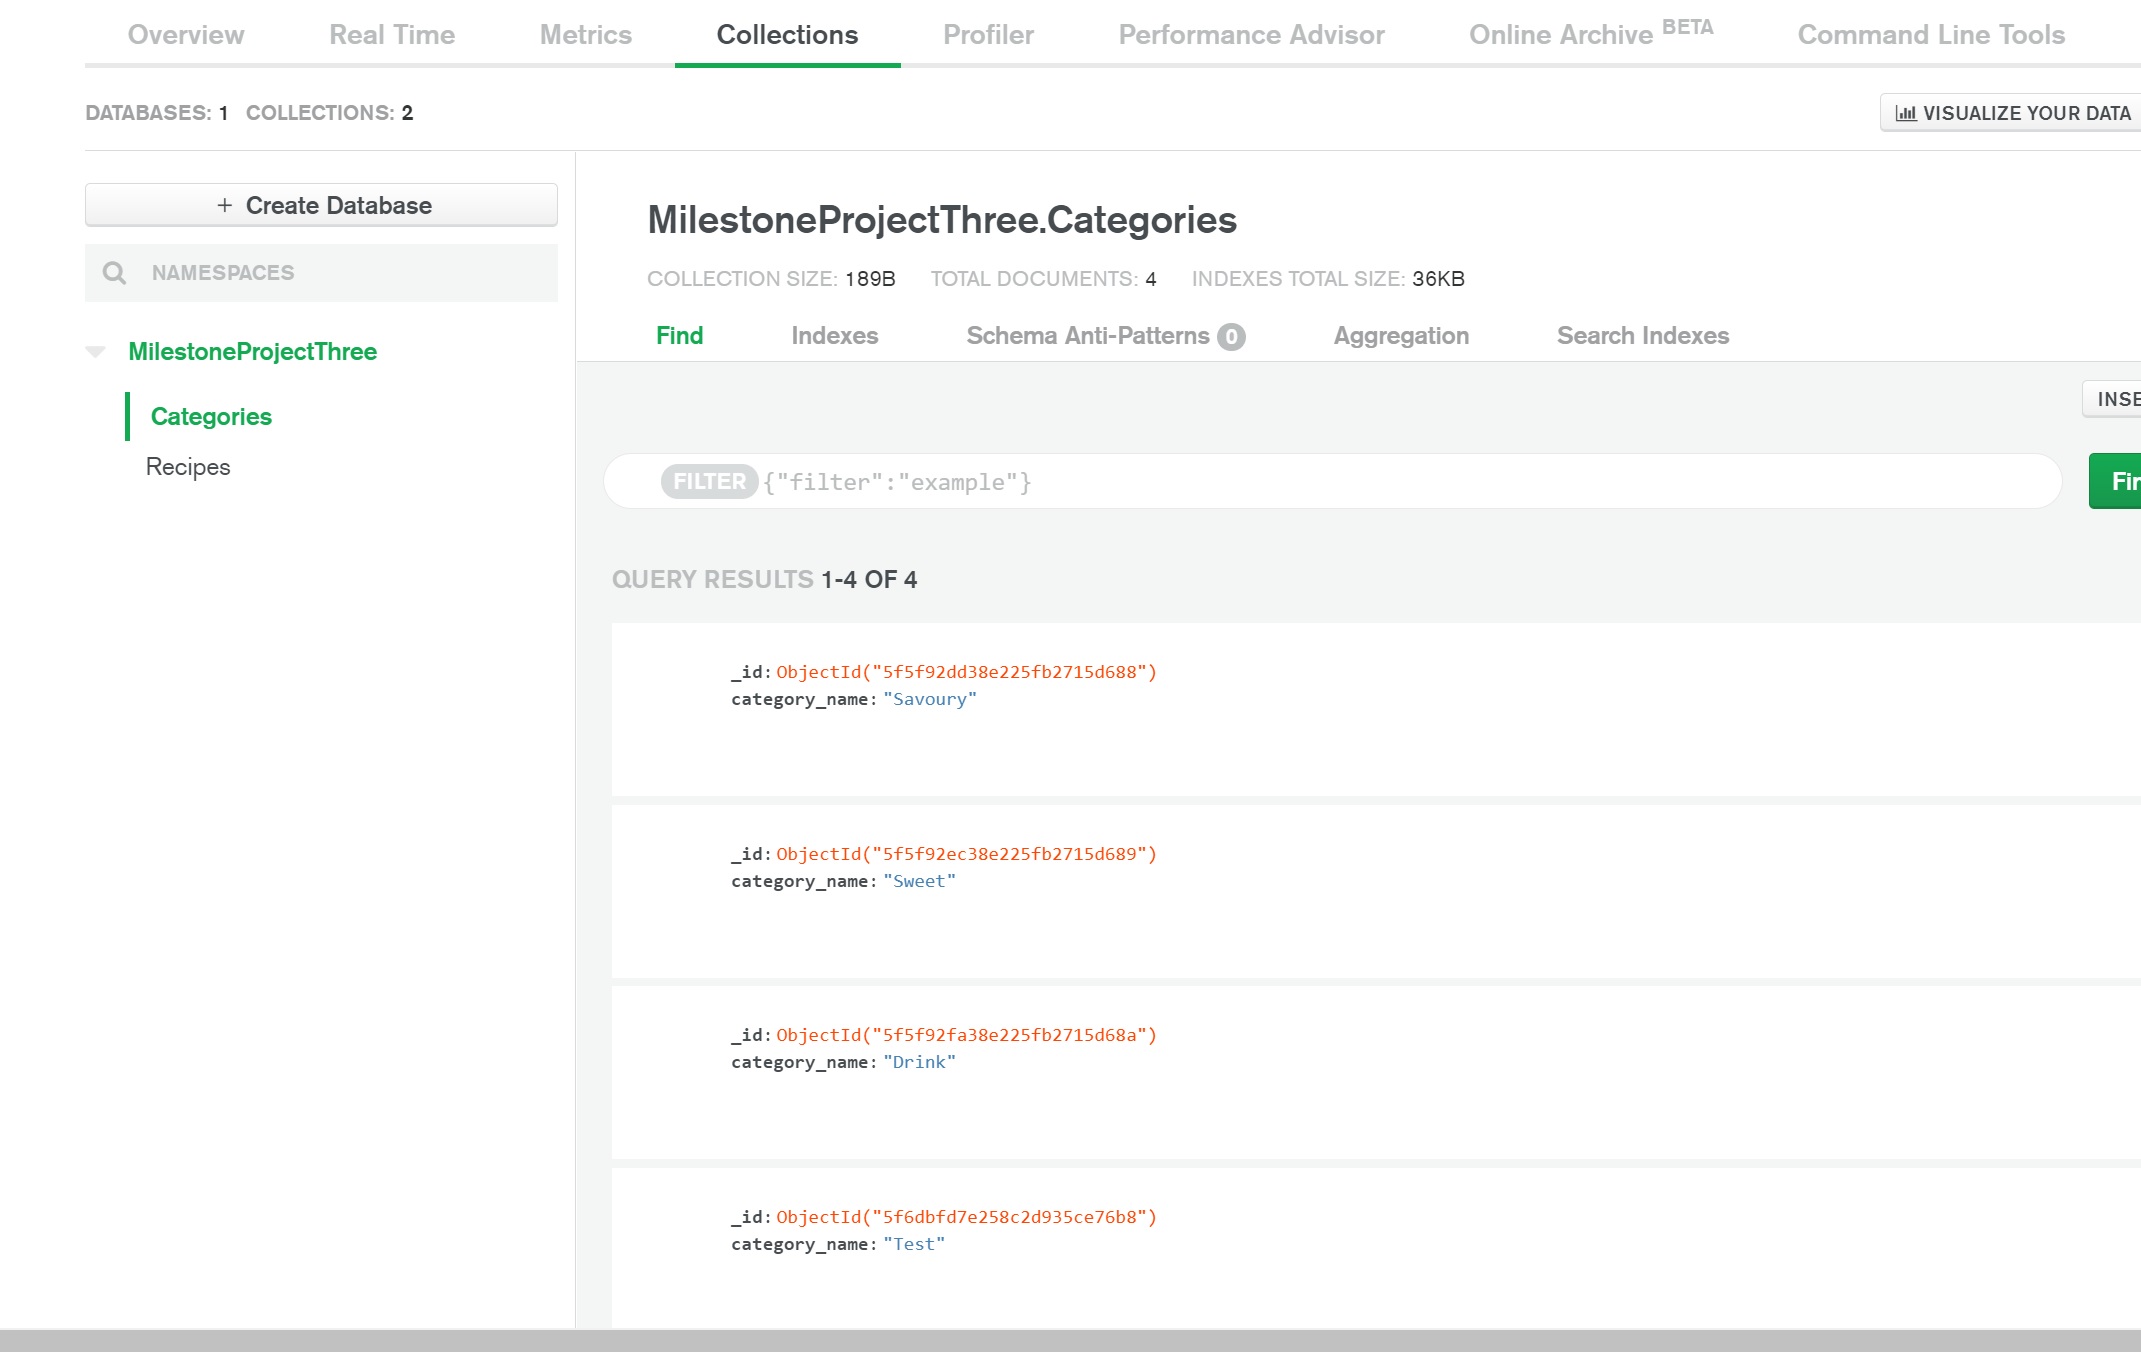 Overview Real Time Metrics Collections Profiler Performance Advisor Online Archive BETA Command Line Tools
DATABASES: 1 COLLECTIONS: 2
VISUALIZE YOUR DATA
+ Create Database
NAMESPACES
MilestoneProjectThree
Categories
Recipes
MilestoneProjectThree.Categories
COLLECTION SIZE: 189B TOTAL DOCUMENTS: 4 INDEXES TOTAL SIZE: 36KB
Find Indexes Schema Anti-Patterns 0 Aggregation Search Indexes
INSE
FILTER {"filter":"example"}
Fin
QUERY RESULTS 1-4 OF 4
_id: ObjectId("5f5f92dd38e225fb2715d688")
category_name: "Savoury"
_id: ObjectId("5f5f92ec38e225fb2715d689")
category_name: "Sweet"
_id: ObjectId("5f5f92fa38e225fb2715d68a")
category_name: "Drink"
_id: ObjectId("5f6dbfd7e258c2d935ce76b8")
category_name: "Test"